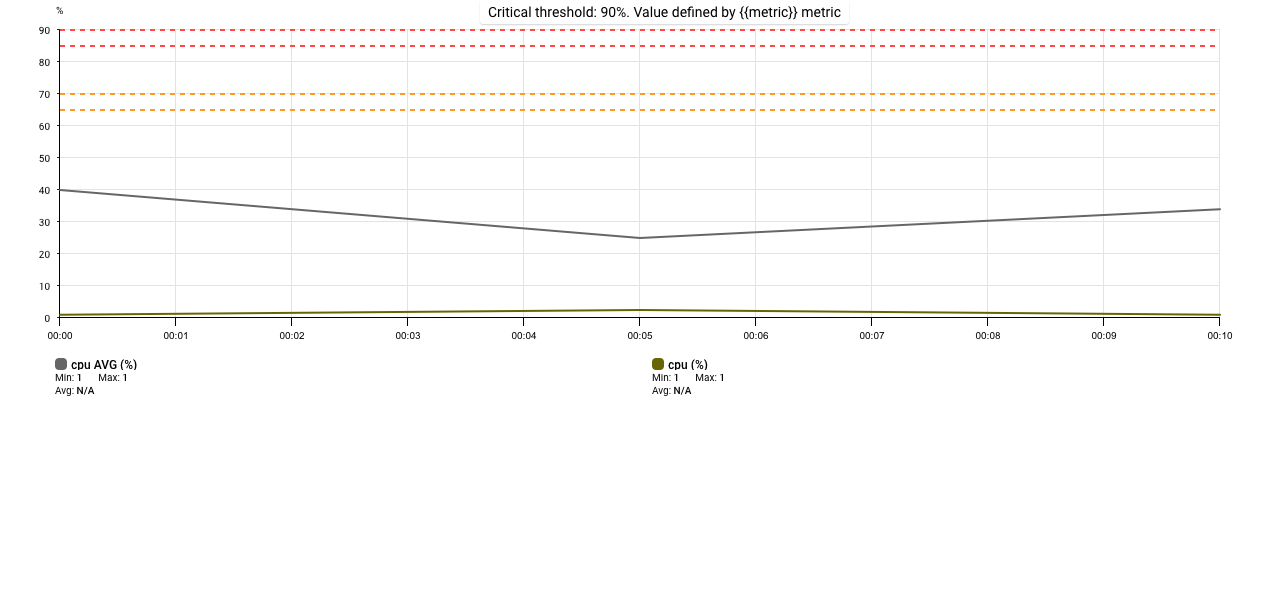 %
Critical threshold: 90%. Value defined by {{metric}} metric
90
80
70
60
50
40
30
20
10
0
00:00 00:01 00:02 00:03 00:04 00:05 00:06 00:07 00:08 00:09 00:10
cpu AVG (%) cpu (%)
Min: 1 Max: 1 Min: 1 Max: 1
Avg: N/A Avg: N/A